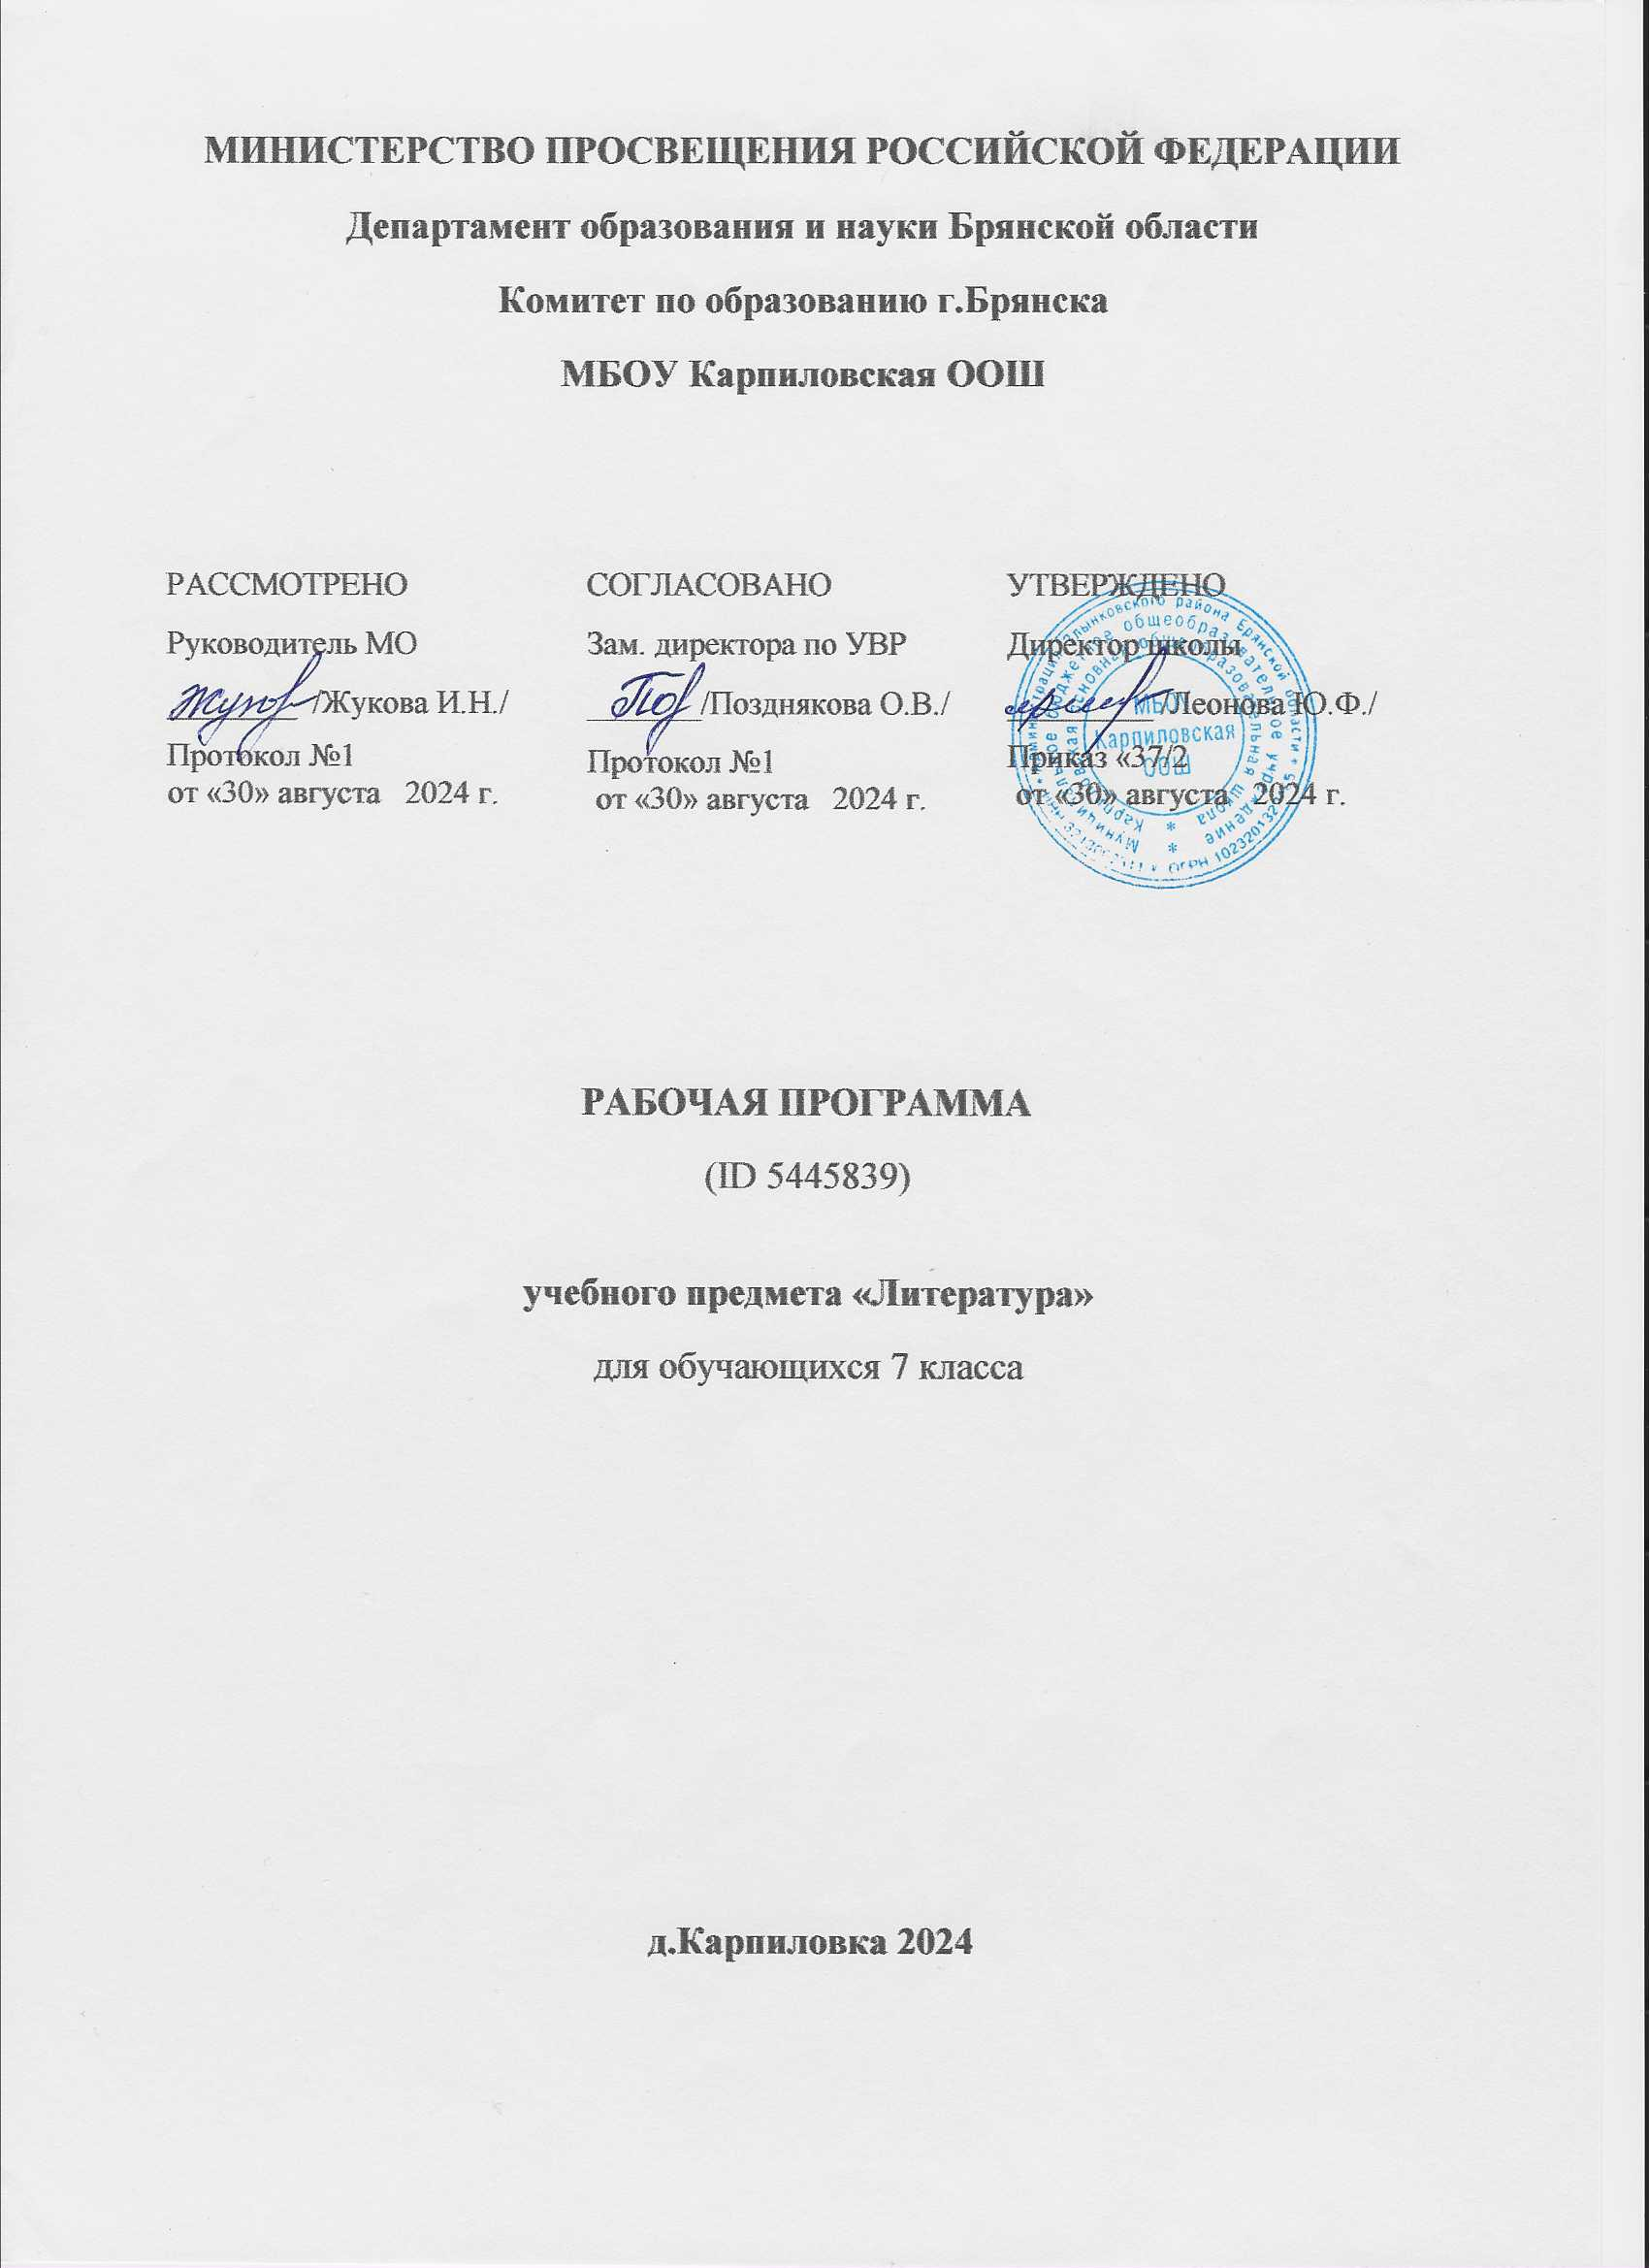 МИНИСТЕРСТВО ПРОСВЕЩЕНИЯ РОССИЙСКОЙ ФЕДЕРАЦИИ
Департамент образования и науки Брянской области
Комитет по образованию г.Брянска
МБОУ Карпиловская ООШ
РАССМОТРЕНО
Руководитель МО
/Жукова И.Н./
Протокол №1
от «30» августа 2024 г.
СОГЛАСОВАНО
Зам. директора по УВР
/Позднякова О.В./
Протокол №1
от «30» августа 2024 г.
УТВЕРЖДЕНО
Директор школы
/Леонова Ю.Ф./
Приказ «37/2
от «30» августа 2024 г.
МБОУ
Карпиловская
ООШ
РАБОЧАЯ ПРОГРАММА
(ID 5445839)
учебного предмета «Литература»
для обучающихся 7 класса
д.Карпиловка 2024